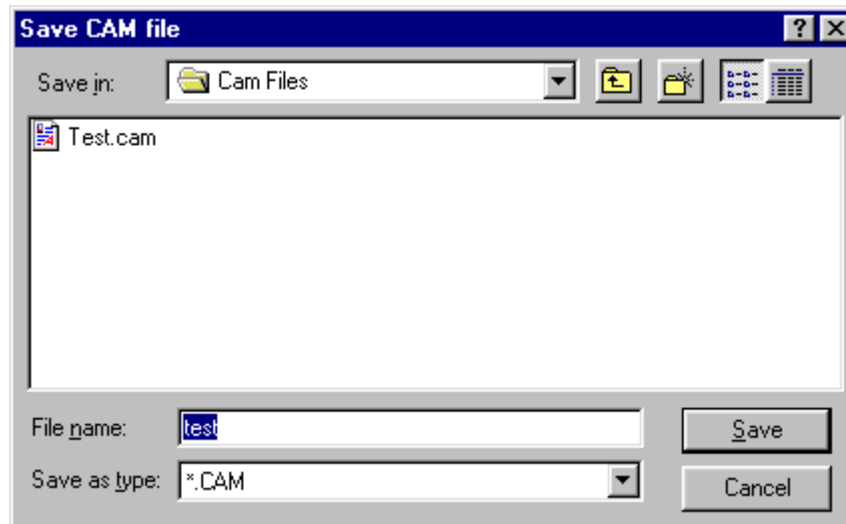 Save CAM file
Save in: Cam Files
Test.cam
File name: test Save
Save as type: *.CAM Cancel